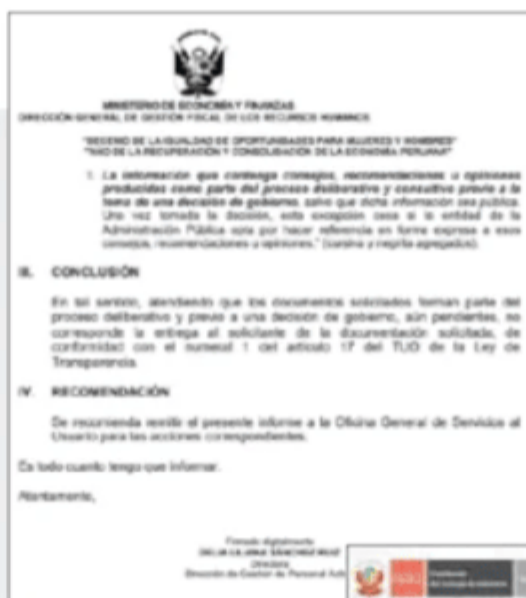 MINISTERIO DE ECONOMÍA Y FINANZAS
DIRECCIÓN GENERAL DE GESTIÓN FISCAL DE LOS RECURSOS HUMANOS
"DECENIO DE LA IGUALDAD DE OPORTUNIDADES PARA MUJERES Y HOMBRES"
"AÑO DE LA RECUPERACIÓN Y CONSOLIDACIÓN DE LA ECONOMÍA PERUANA"
1. La información que contenga consejos, recomendaciones u opiniones
producidas como parte del proceso deliberativo y consultivo previo a la
toma de una decisión de gobierno, salvo que dicha información sea pública.
Una vez tomada la decisión, esta excepción cesa si la entidad de la
Administración Pública opta por hacer referencia en forma expresa a esos
consejos, recomendaciones u opiniones." (cursiva y negrita agregados).
III. CONCLUSIÓN
En tal sentido, atendiendo que los documentos solicitados forman parte del
proceso deliberativo y previo a una decisión de gobierno, aún pendientes, no
corresponde la entrega al solicitante de la documentación solicitada, de
conformidad con el numeral 1 del artículo 17 del TUO de la Ley de
Transparencia.
IV. RECOMENDACIÓN
Se recomienda remitir el presente informe a la Oficina General de Servicios al
Usuario para las acciones correspondientes.
Es todo cuanto tengo que informar.
Atentamente,
Firmado digitalmente
Directora
Dirección de Gestión de Personal
PERÚ